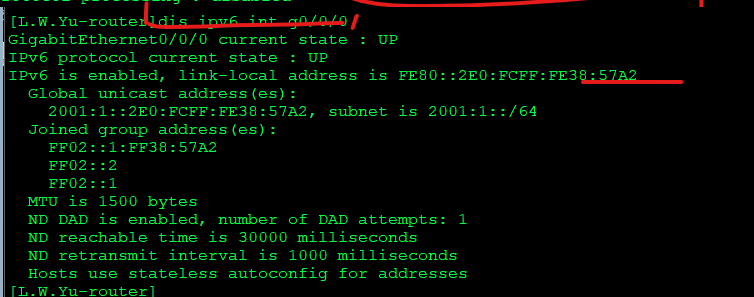 [L.W.Yu-router]dis ipv6 int g0/0/0
GigabitEthernet0/0/0 current state : UP
IPv6 protocol current state : UP
IPv6 is enabled, link-local address is FE80::2E0:FCFF:FE38:57A2
Global unicast address(es):
2001:1::2E0:FCFF:FE38:57A2, subnet is 2001:1::/64
Joined group address(es):
FF02::1:FF38:57A2
FF02::2
FF02::1
MTU is 1500 bytes
ND DAD is enabled, number of DAD attempts: 1
ND reachable time is 30000 milliseconds
ND retransmit interval is 1000 milliseconds
Hosts use stateless autoconfig for addresses
[L.W.Yu-router]